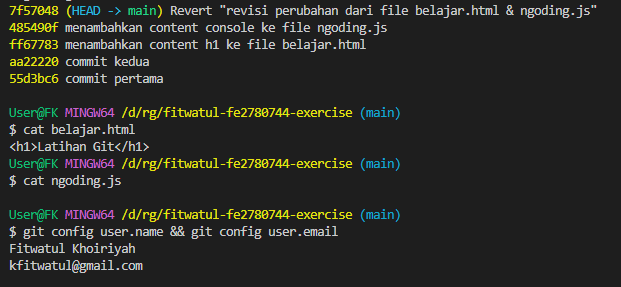 7f57048 (HEAD -> main) Revert "revisi perubahan dari file belajar.html & ngoding.js"
485490f menambahkan content console ke file ngoding.js
ff67783 menambahkan content h1 ke file belajar.html
aa22220 commit kedua
55d3bc6 commit pertama
User@FK MINGW64 /d/rg/fitwatul-fe2780744-exercise (main)
$ cat belajar.html
<h1>Latihan Git</h1>
User@FK MINGW64 /d/rg/fitwatul-fe2780744-exercise (main)
$ cat ngoding.js
User@FK MINGW64 /d/rg/fitwatul-fe2780744-exercise (main)
$ git config user.name && git config user.email
Fitwatul Khoiriyah
kfitwatul@gmail.com